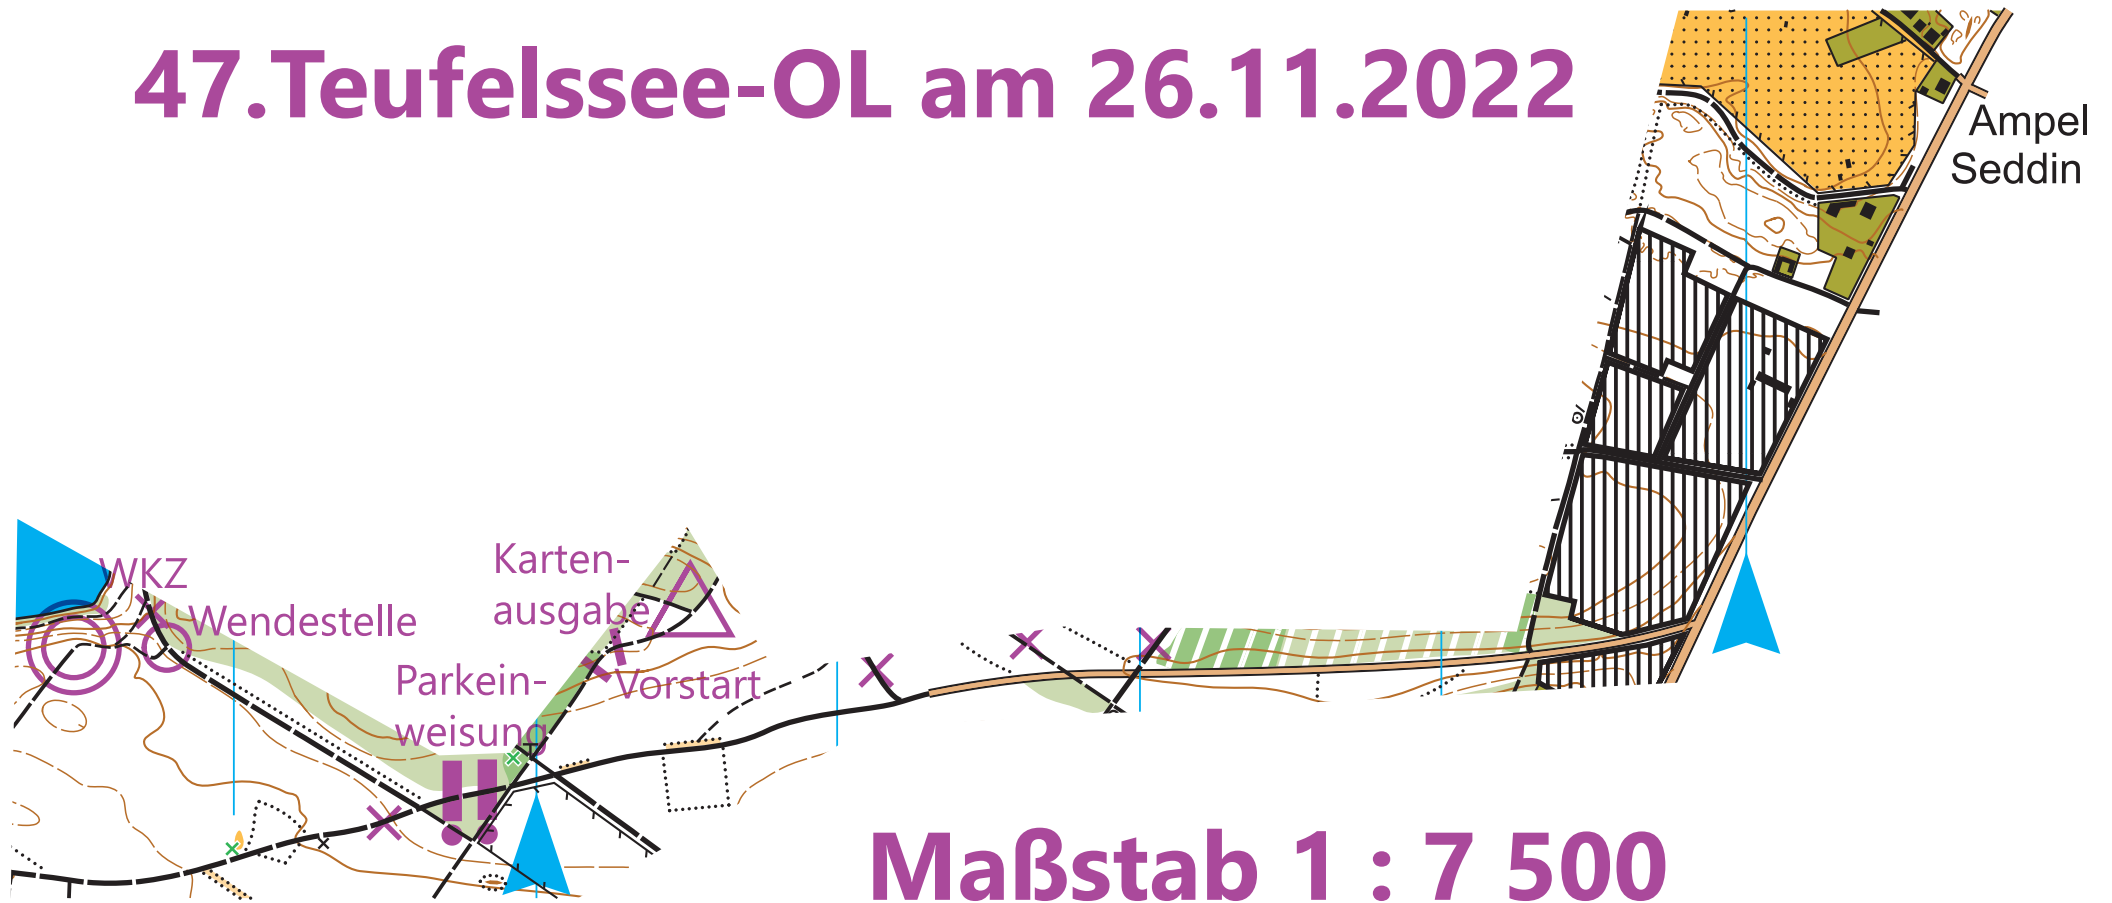 47.Teufelssee-OL am 26.11.2022
Ampel
Seddin
WKZ
Wendestelle
Karten-
ausgabe
Vorstart
Parkein-
weisung
Maßstab 1 : 7 500